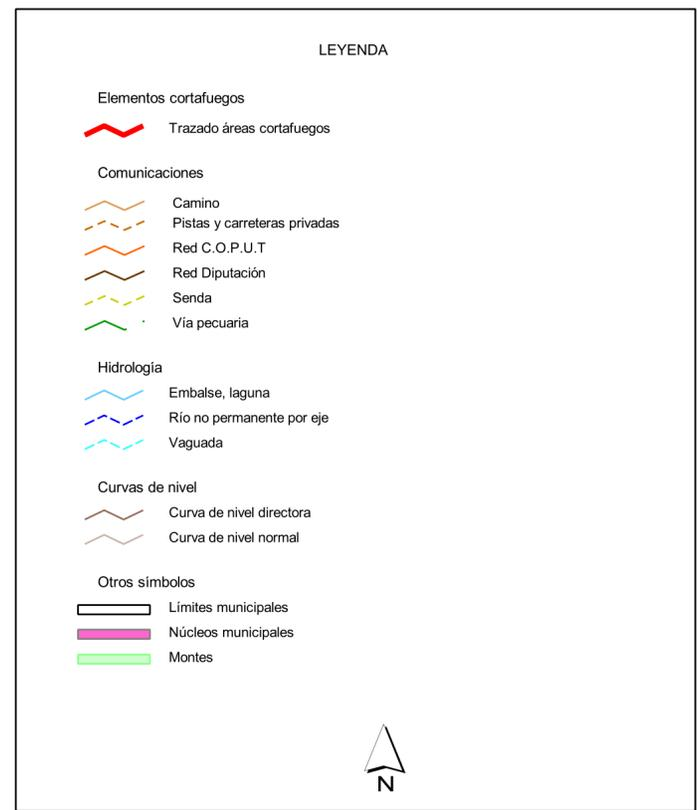 LEYENDA
Elementos cortafuegos
Trazado áreas cortafuegos
Comunicaciones
Camino
Pistas y carreteras privadas
Red C.O.P.U.T
Red Diputación
Senda
Vía pecuaria
Hidrología
Embalse, laguna
Río no permanente por eje
Vaguada
Curvas de nivel
Curva de nivel directora
Curva de nivel normal
Otros símbolos
Límites municipales
Núcleos municipales
Montes
N